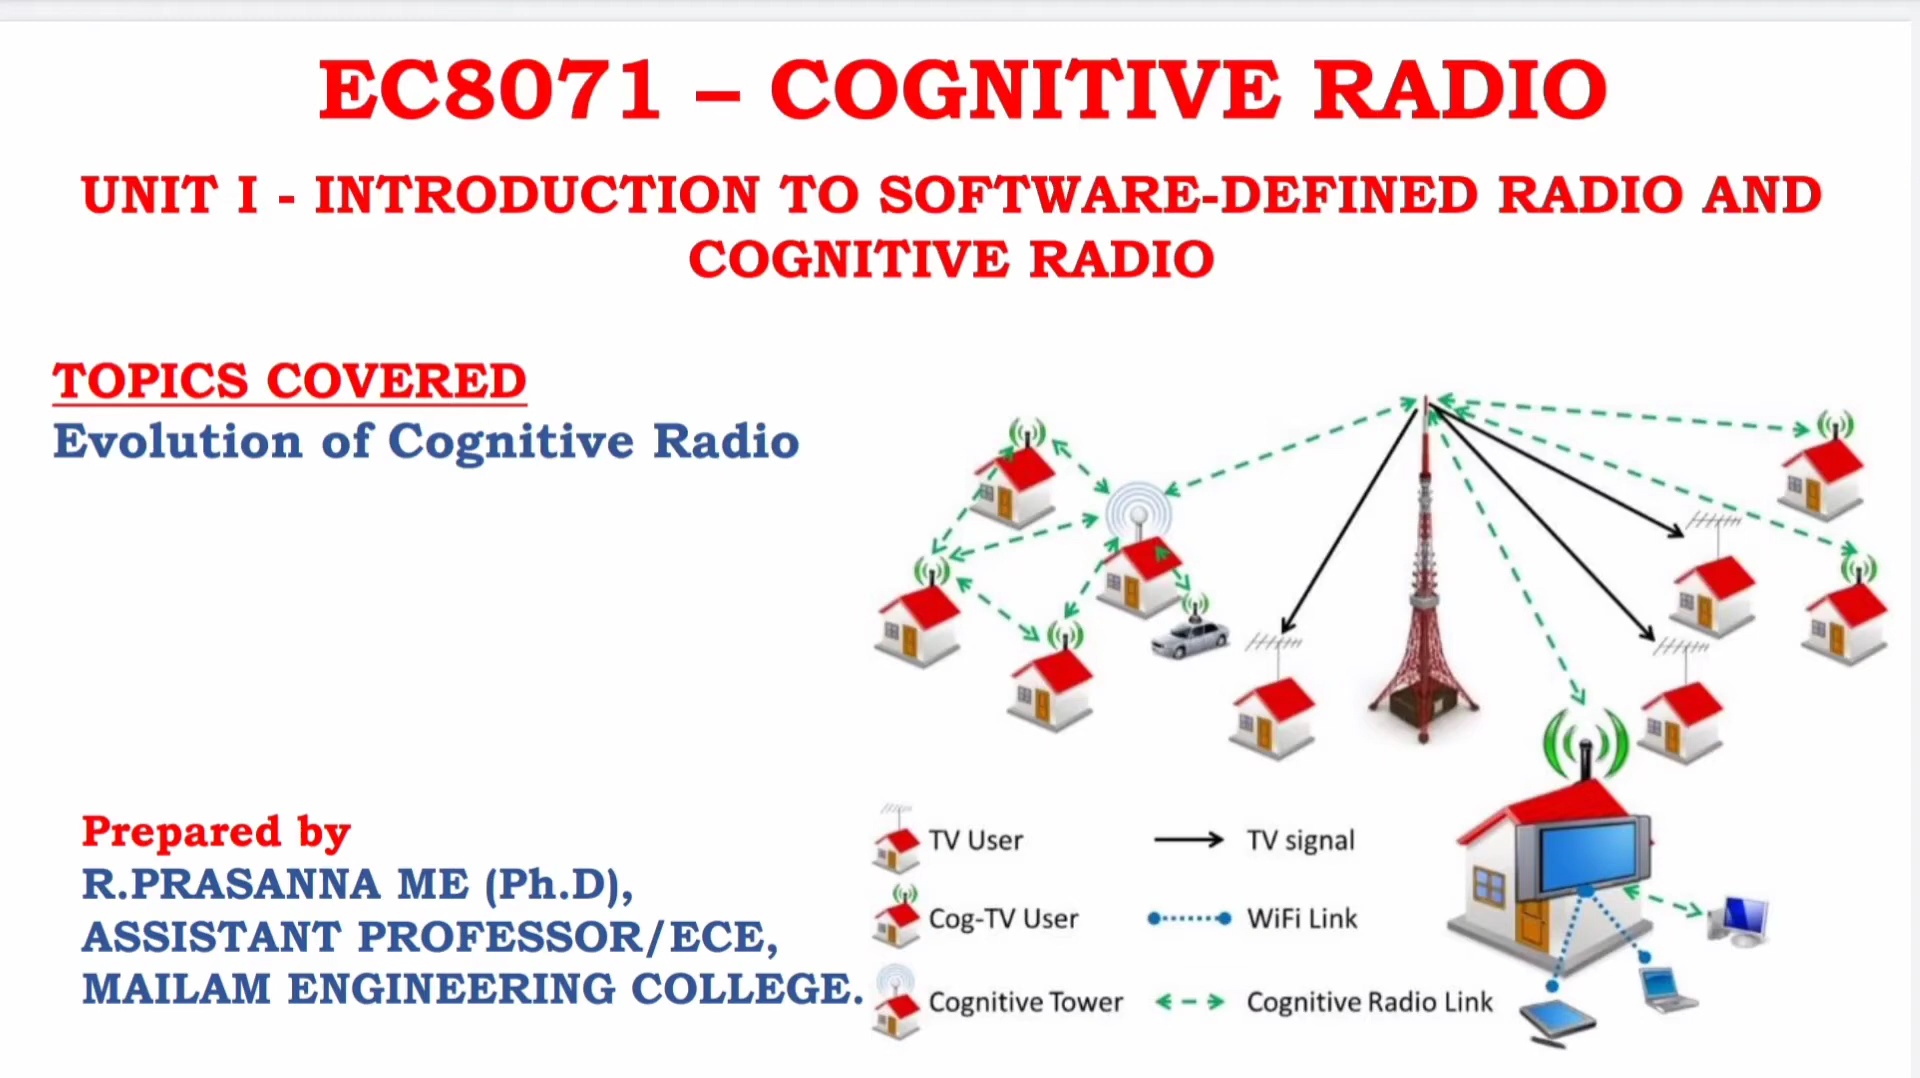 EC8071 – COGNITIVE RADIO
UNIT I - INTRODUCTION TO SOFTWARE-DEFINED RADIO AND
COGNITIVE RADIO
TOPICS COVERED
Evolution of Cognitive Radio
Prepared by
R.PRASANNA ME (Ph.D),
ASSISTANT PROFESSOR/ECE,
MAILAM ENGINEERING COLLEGE.
TV User
TV signal
Cog-TV User
WiFi Link
Cognitive Tower
Cognitive Radio Link